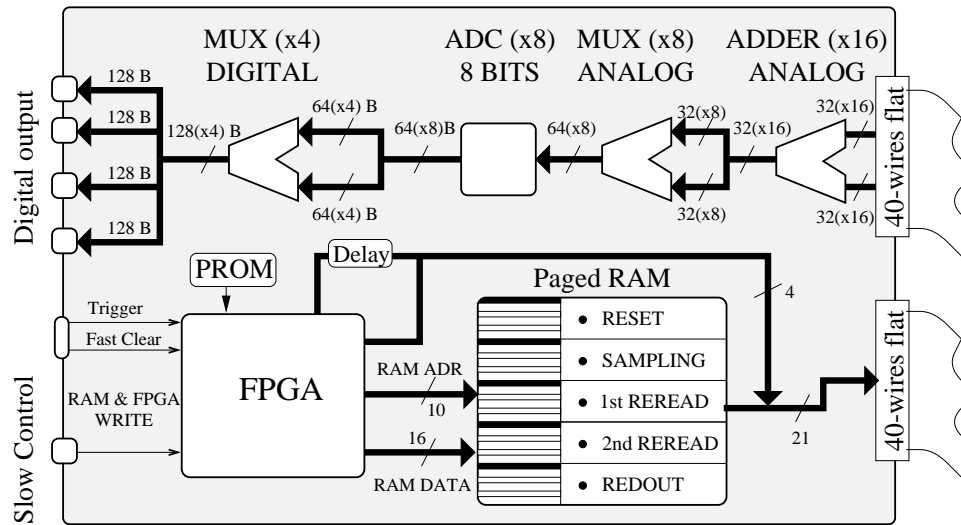 MUX (x4)
DIGITAL
ADC (x8)
8 BITS
MUX (x8)
ANALOG
ADDER (x16)
ANALOG
Digital output
128 B
128 B
128 B
128 B
128(x4) B
64(x4) B
64(x4) B
64(x8)B
64(x8)
32(x8)
32(x8)
32(x16)
32(x16)
32(x16)
40-wires flat
Slow Control
Trigger
Fast Clear
RAM & FPGA
WRITE
PROM
FPGA
Delay
RAM ADR
10
16
RAM DATA
Paged RAM
• RESET
• SAMPLING
• 1st REREAD
• 2nd REREAD
• REDOUT
4
21
40-wires flat